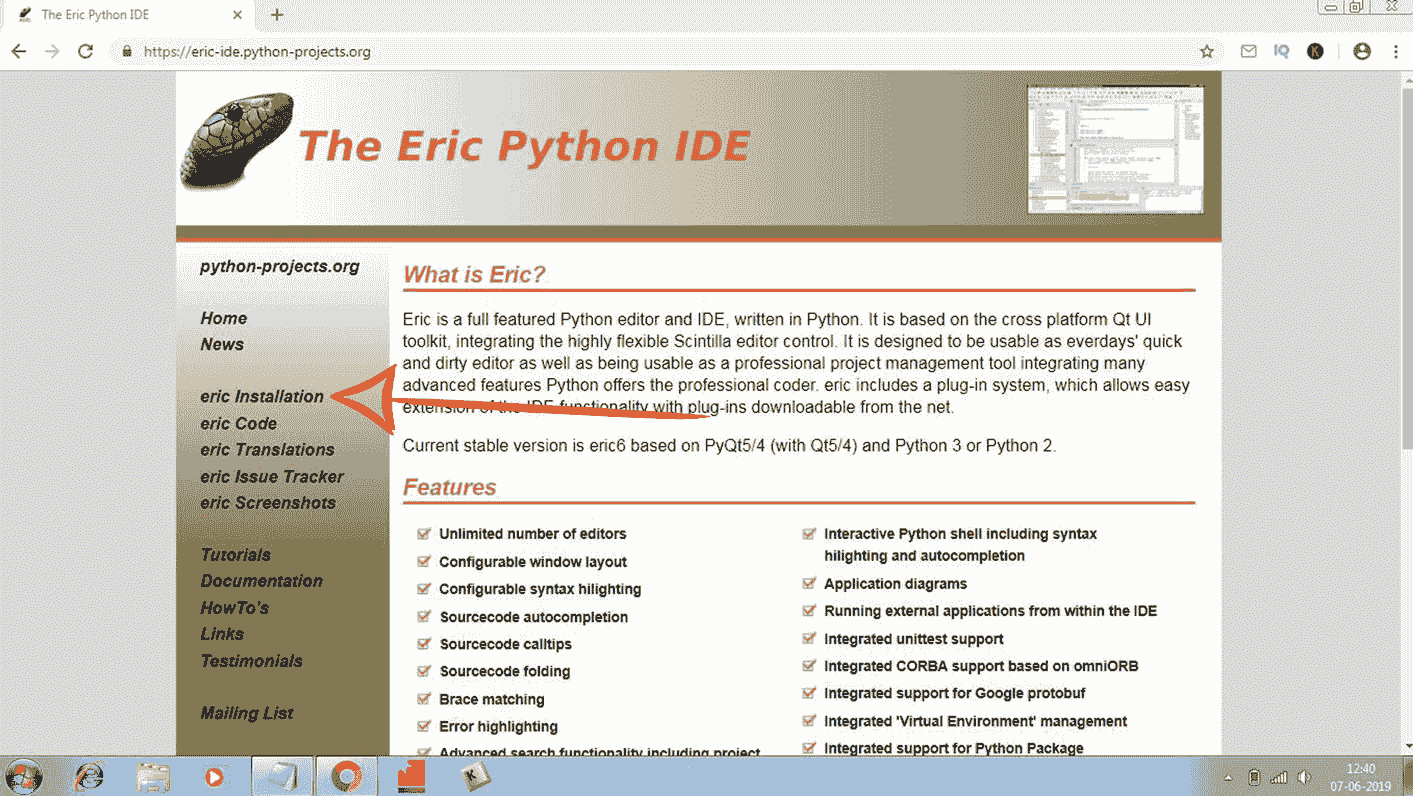 The Eric Python IDE
https://eric-ide.python-projects.org
IQ
K
The Eric Python IDE
python-projects.org
Home
News
eric Installation
eric Code
eric Translations
eric Issue Tracker
eric Screenshots
Tutorials
Documentation
HowTo's
Links
Testimonials
Mailing List
What is Eric?
Eric is a full featured Python editor and IDE, written in Python. It is based on the cross platform Qt UI
toolkit, integrating the highly flexible Scintilla editor control. It is designed to be usable as everdays' quick
and dirty editor as well as being usable as a professional project management tool integrating many
advanced features Python offers the professional coder. eric includes a plug-in system, which allows easy
extension of the IDE functionality with plug-ins downloadable from the net.
Current stable version is eric6 based on PyQt5/4 (with Qt5/4) and Python 3 or Python 2.
Features
Unlimited number of editors
Configurable window layout
Configurable syntax hilighting
Sourcecode autocompletion
Sourcecode calltips
Sourcecode folding
Brace matching
Error highlighting
Advanced search functionality including project
Interactive Python shell including syntax
hilighting and autocompletion
Application diagrams
Running external applications from within the IDE
Integrated unittest support
Integrated CORBA support based on omniORB
Integrated support for Google protobuf
Integrated 'Virtual Environment' management
Integrated support for Python Package
K
12:40
07-06-2019